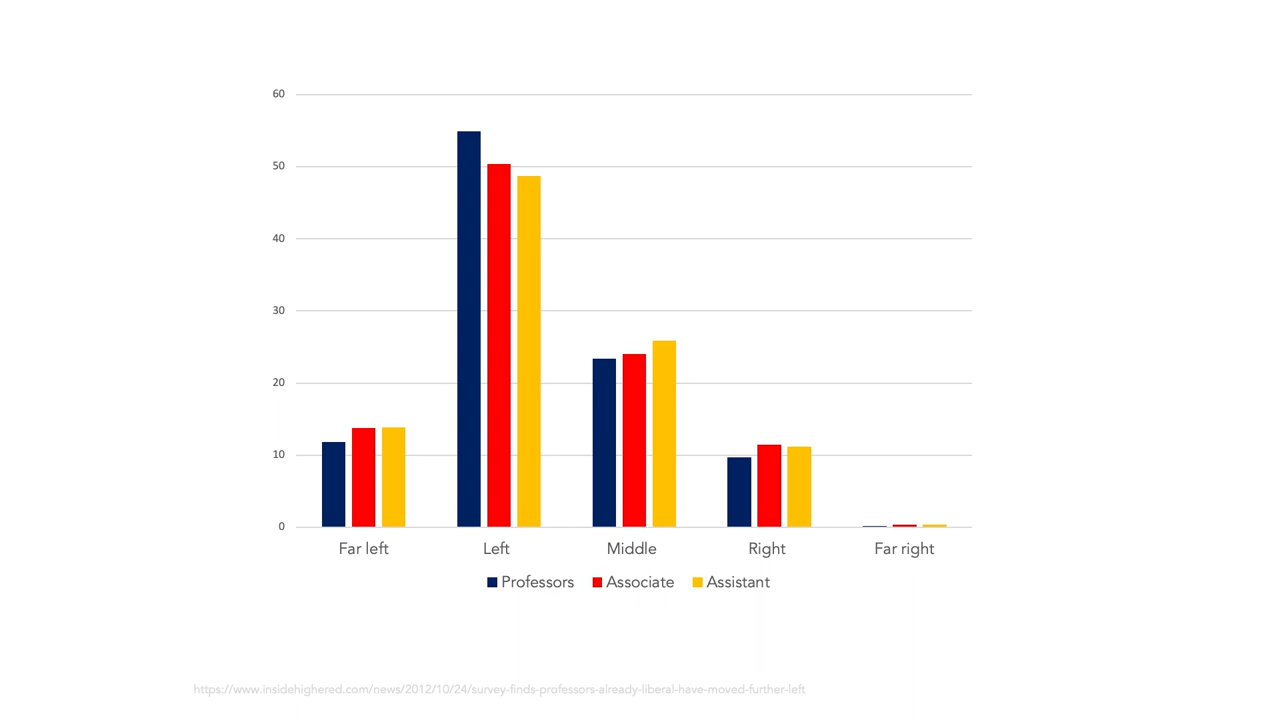 60
50
40
30
20
10
0
Far left Left Middle Right Far right
Professors Associate Assistant
https://www.insidehighered.com/news/2012/10/24/survey-finds-professors-already-liberal-have-moved-further-left